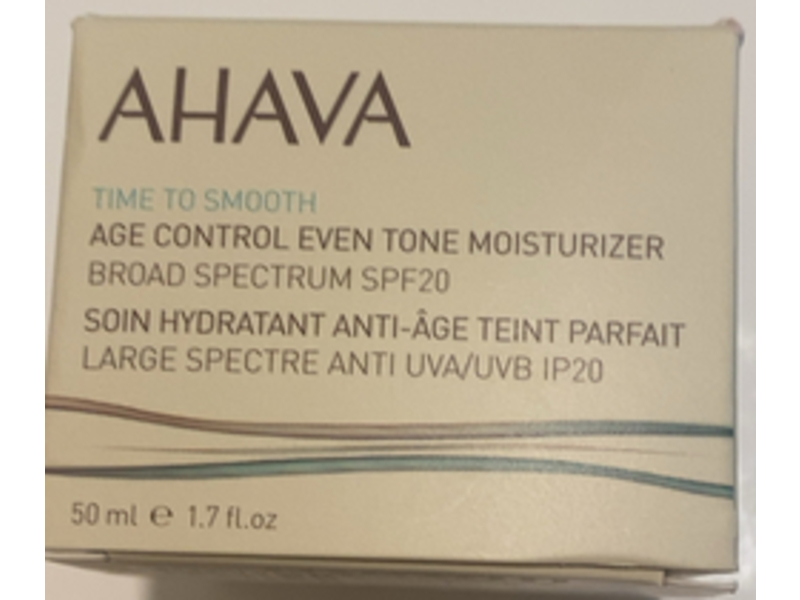 AHAVA
TIME TO SMOOTH
AGE CONTROL EVEN TONE MOISTURIZER
BROAD SPECTRUM SPF20
SOIN HYDRATANT ANTI-ÂGE TEINT PARFAIT
LARGE SPECTRE ANTI UVA/UVB IP20
50 ml ℮ 1.7 fl.oz